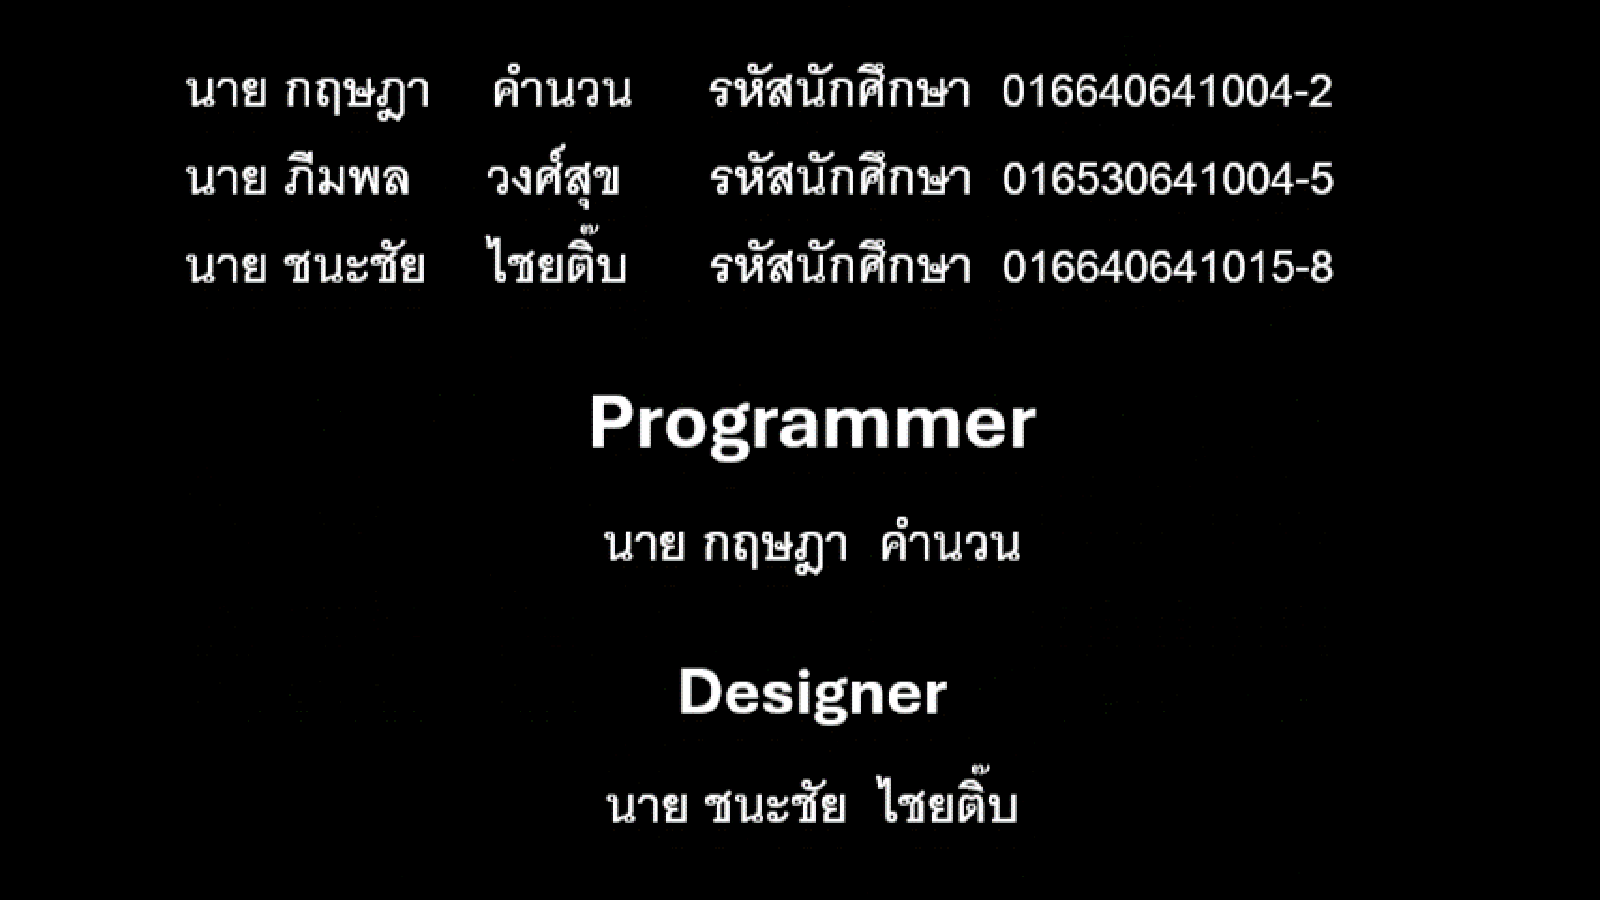 นาย กฤษฎา คำนวน รหัสนักศึกษา 016640641004-2
นาย ภีมพล วงศ์สุข รหัสนักศึกษา 016530641004-5
นาย ชนะชัย ไชยติ๊บ รหัสนักศึกษา 016640641015-8
Programmer
นาย กฤษฎา คำนวน
Designer
นาย ชนะชัย ไชยติ๊บ